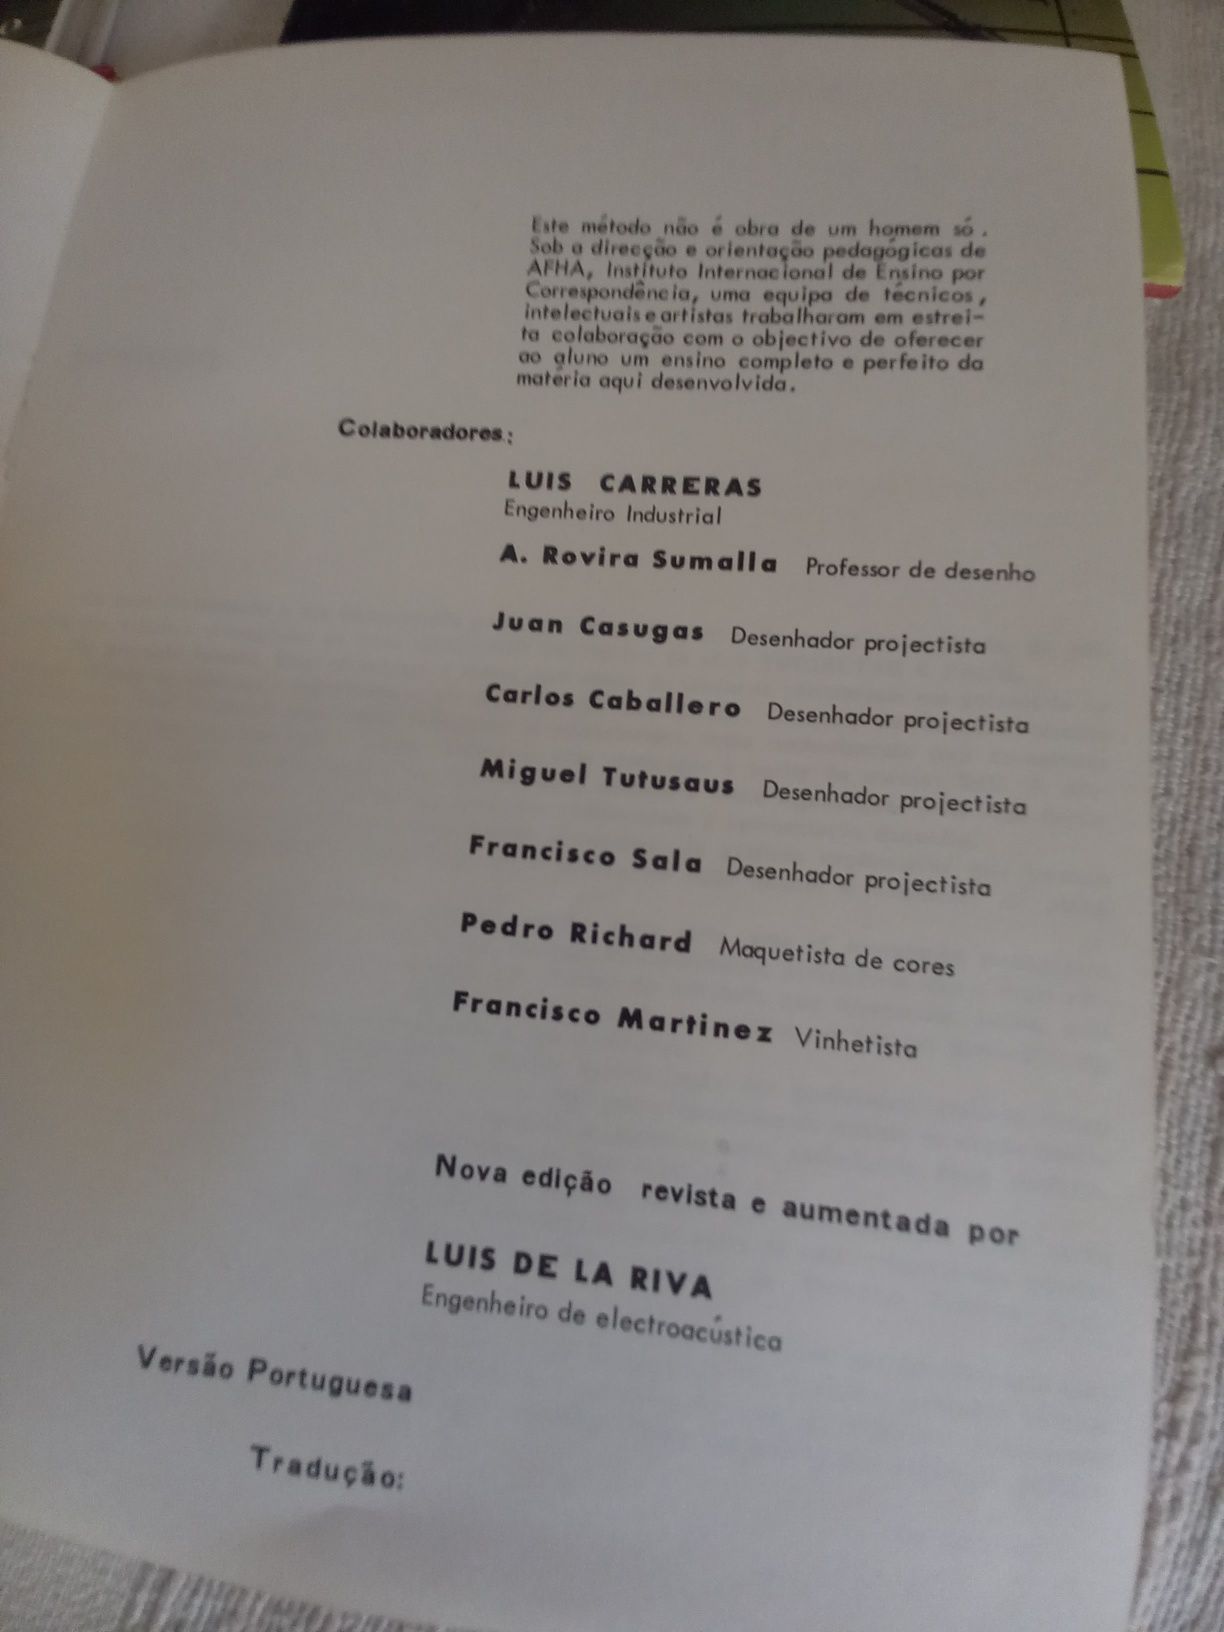 Este método não é obra de um homem só.
Sob a direcção e orientação pedagógicas de
AFHA, Instituto Internacional de Ensino por
Correspondência, uma equipa de técnicos,
intelectuais e artistas trabalharam em estrei-
ta colaboração com o objectivo de oferecer
ao aluno um ensino completo e perfeito da
matéria aqui desenvolvida.
Colaboradores:
LUIS CARRERAS
Engenheiro Industrial
A. Rovira Sumalla Professor de desenho
Juan Casugas Desenhador projectista
Carlos Caballero Desenhador projectista
Miguel Tutusaus Desenhador projectista
Francisco Sala Desenhador projectista
Pedro Richard Maquetista de cores
Francisco Martinez Vinhetista
Nova edição revista e aumentada por
LUIS DE LA RIVA
Engenheiro de electroacústica
Versão Portuguesa
Tradução: